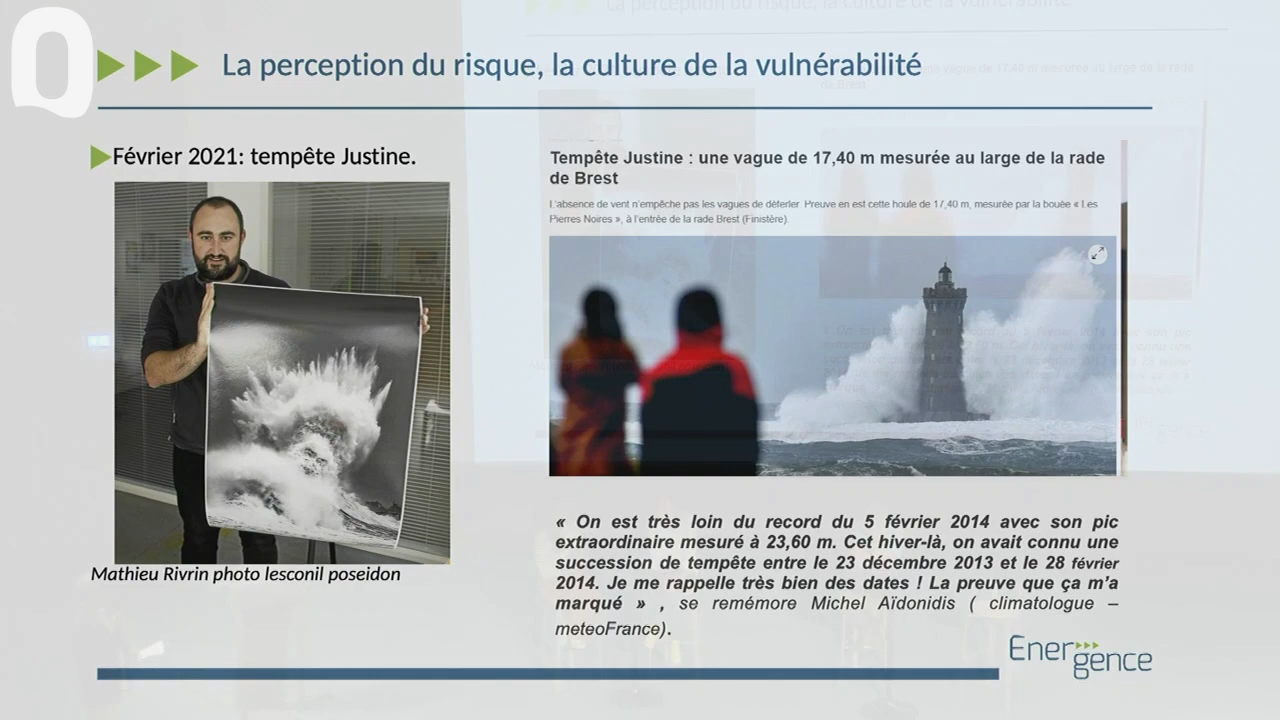 La perception du risque, la culture de la vulnérabilité
Février 2021: tempête Justine.
Mathieu Rivrin photo lesconil poseidon
Tempête Justine : une vague de 17,40 m mesurée au large de la rade
de Brest
L'absence de vent n'empêche pas les vagues de déferler. Preuve en est cette houle de 17,40 m, mesurée par la bouée « Les
Pierres Noires », à l'entrée de la rade Brest (Finistère).
« On est très loin du record du 5 février 2014 avec son pic
extraordinaire mesuré à 23,60 m. Cet hiver-là, on avait connu une
succession de tempête entre le 23 décembre 2013 et le 28 février
2014. Je me rappelle très bien des dates ! La preuve que ça m'a
marqué » , se remémore Michel Aïdonidis ( climatologue –
meteoFrance).
Energence